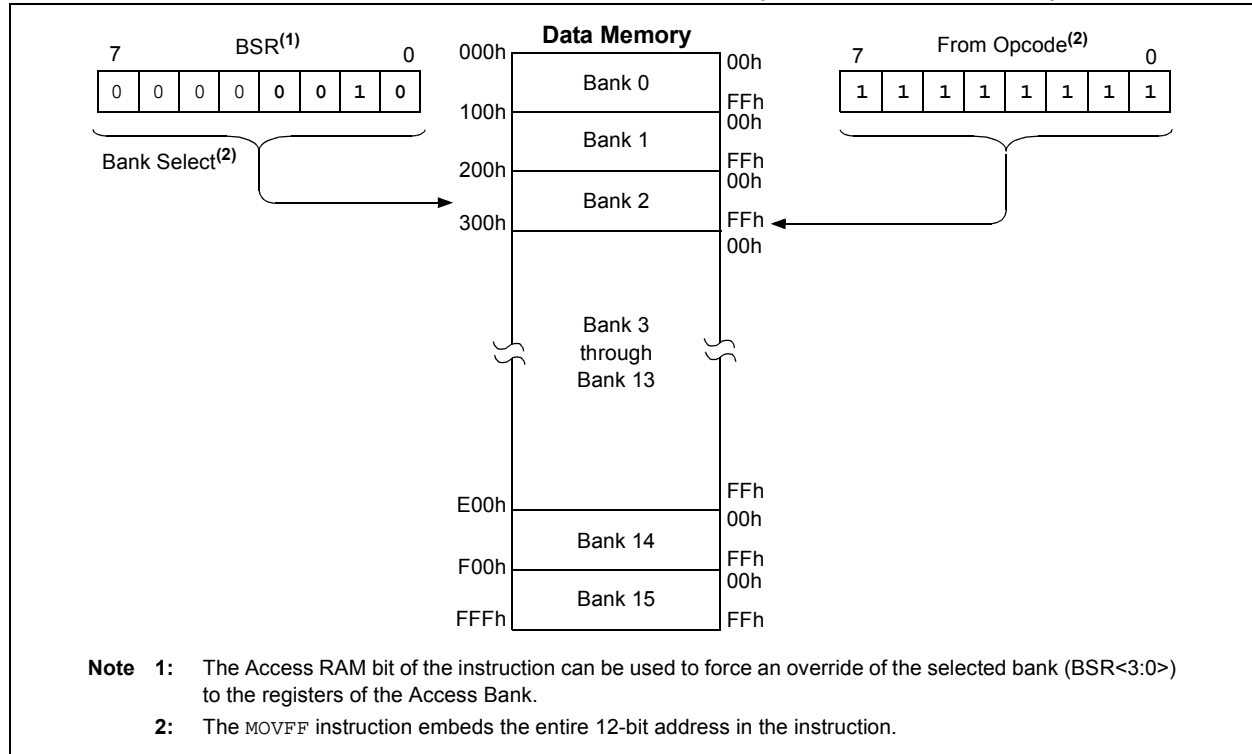 Data Memory
7 BSR(1) 0
0 0 0 0 0 0 1 0
Bank Select(2)
7 From Opcode(2) 0
1 1 1 1 1 1 1 1
000h Bank 0 00h
FFh
100h Bank 1 00h
FFh
200h Bank 2 00h
300h FFh
00h
Bank 3
through
Bank 13
FFh
E00h 00h
Bank 14
F00h FFh
00h
Bank 15
FFFh FFh
Note 1: The Access RAM bit of the instruction can be used to force an override of the selected bank (BSR<3:0>)
to the registers of the Access Bank.
2: The MOVFF instruction embeds the entire 12-bit address in the instruction.